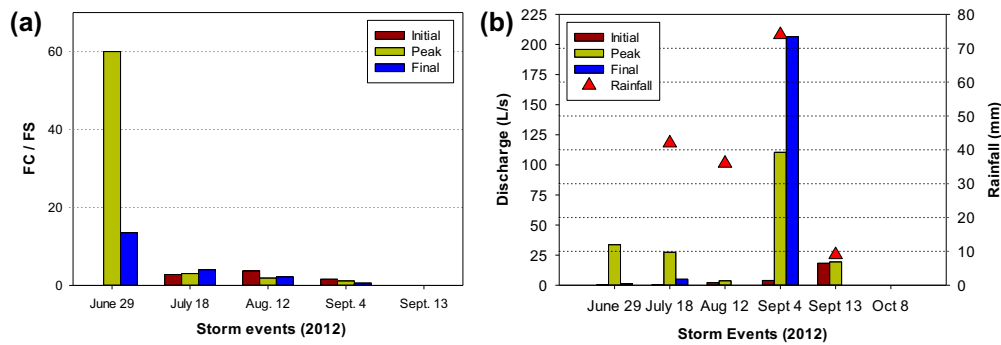 (a)
FC / FS
60
40
20
0
Initial
Peak
Final
June 29 July 18 Aug. 12 Sept. 4 Sept. 13
Storm events (2012)
(b)
Discharge (L/s)
225
200
175
150
125
100
75
50
25
0
Initial
Peak
Final
Rainfall
80
70
60
50
40
30
20
10
0
Rainfall (mm)
June 29 July 18 Aug 12 Sept 4 Sept 13 Oct 8
Storm Events (2012)